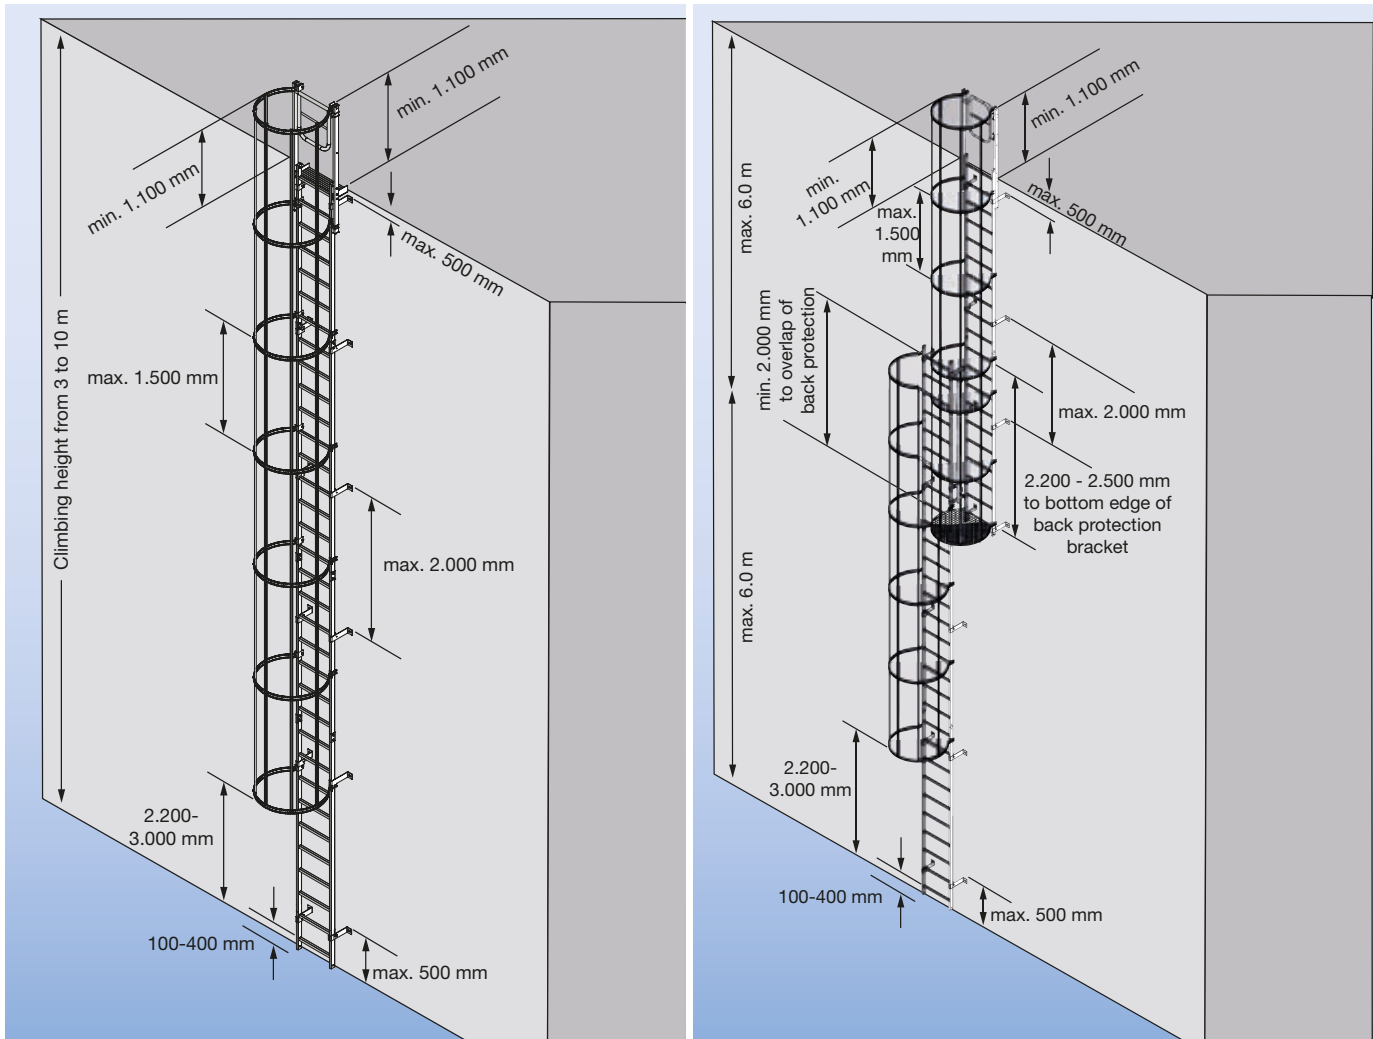 min. 1.100 mm
min. 1.100 mm
max. 500 mm
Climbing height from 3 to 10 m
max. 1.500 mm
max. 2.000 mm
2.200-
3.000 mm
100-400 mm
max. 500 mm
min. 1.100 mm
max. 6.0 m
min.
1.100 mm
max. 500 mm
max.
1.500
mm
min. 2.000 mm
to overlap of
back protection
max. 2.000 mm
2.200 - 2.500 mm
to bottom edge of
back protection
bracket
max. 6.0 m
2.200-
3.000 mm
100-400 mm
max. 500 mm